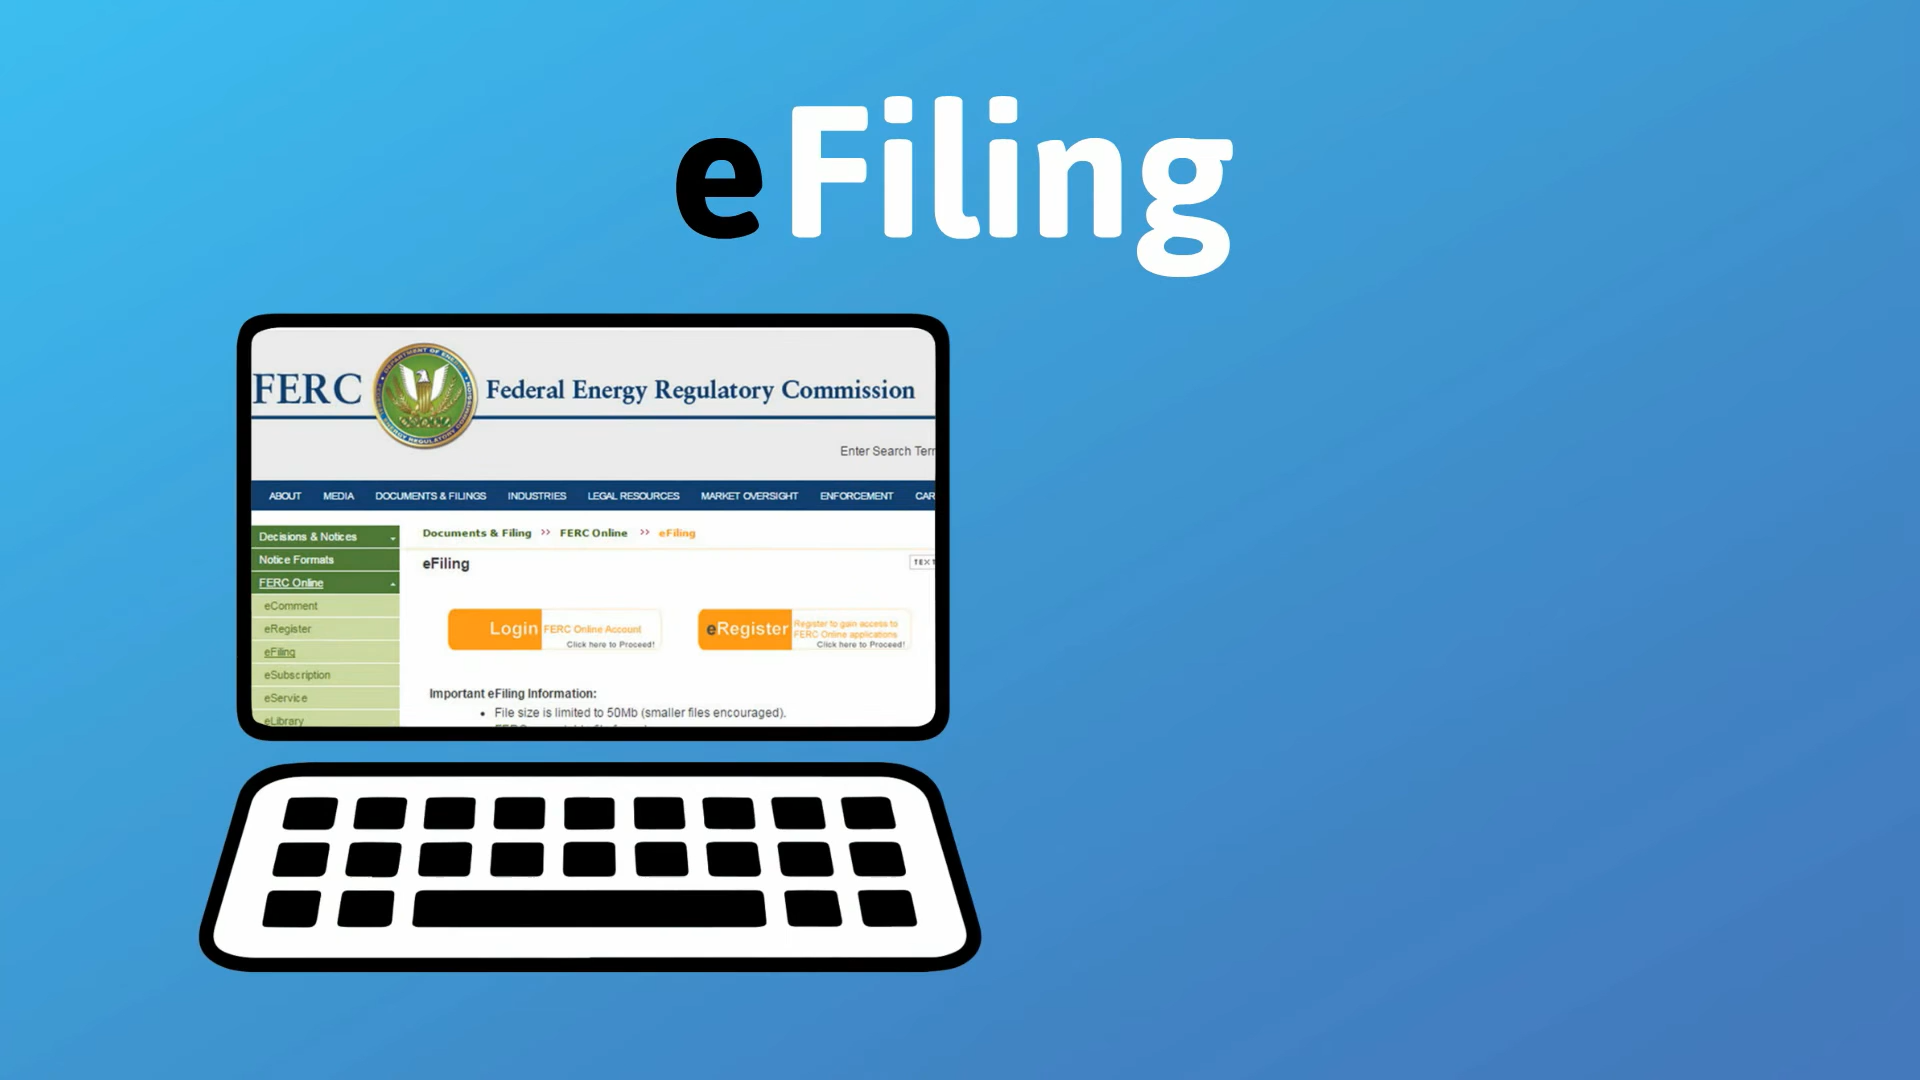 eFiling
FERC Federal Energy Regulatory Commission
Enter Search
ABOUT MEDIA DOCUMENTS & FILINGS INDUSTRIES LEGAL RESOURCES MARKET OVERSIGHT ENFORCEMENT CAR
Decisions & Notices
Notice Formats
FERC Online
eComment
eRegister
eFiling
eSubscription
eService
eLibrary
Documents & Filing >> FERC Online >> eFiling
eFiling
TEXT
Login FERC Online Account
Click here to Proceed!
eRegister Register to gain access to
FERC Online applications
Click here to Proceed!
Important eFiling Information:
• File size is limited to 50Mb (smaller files encouraged).